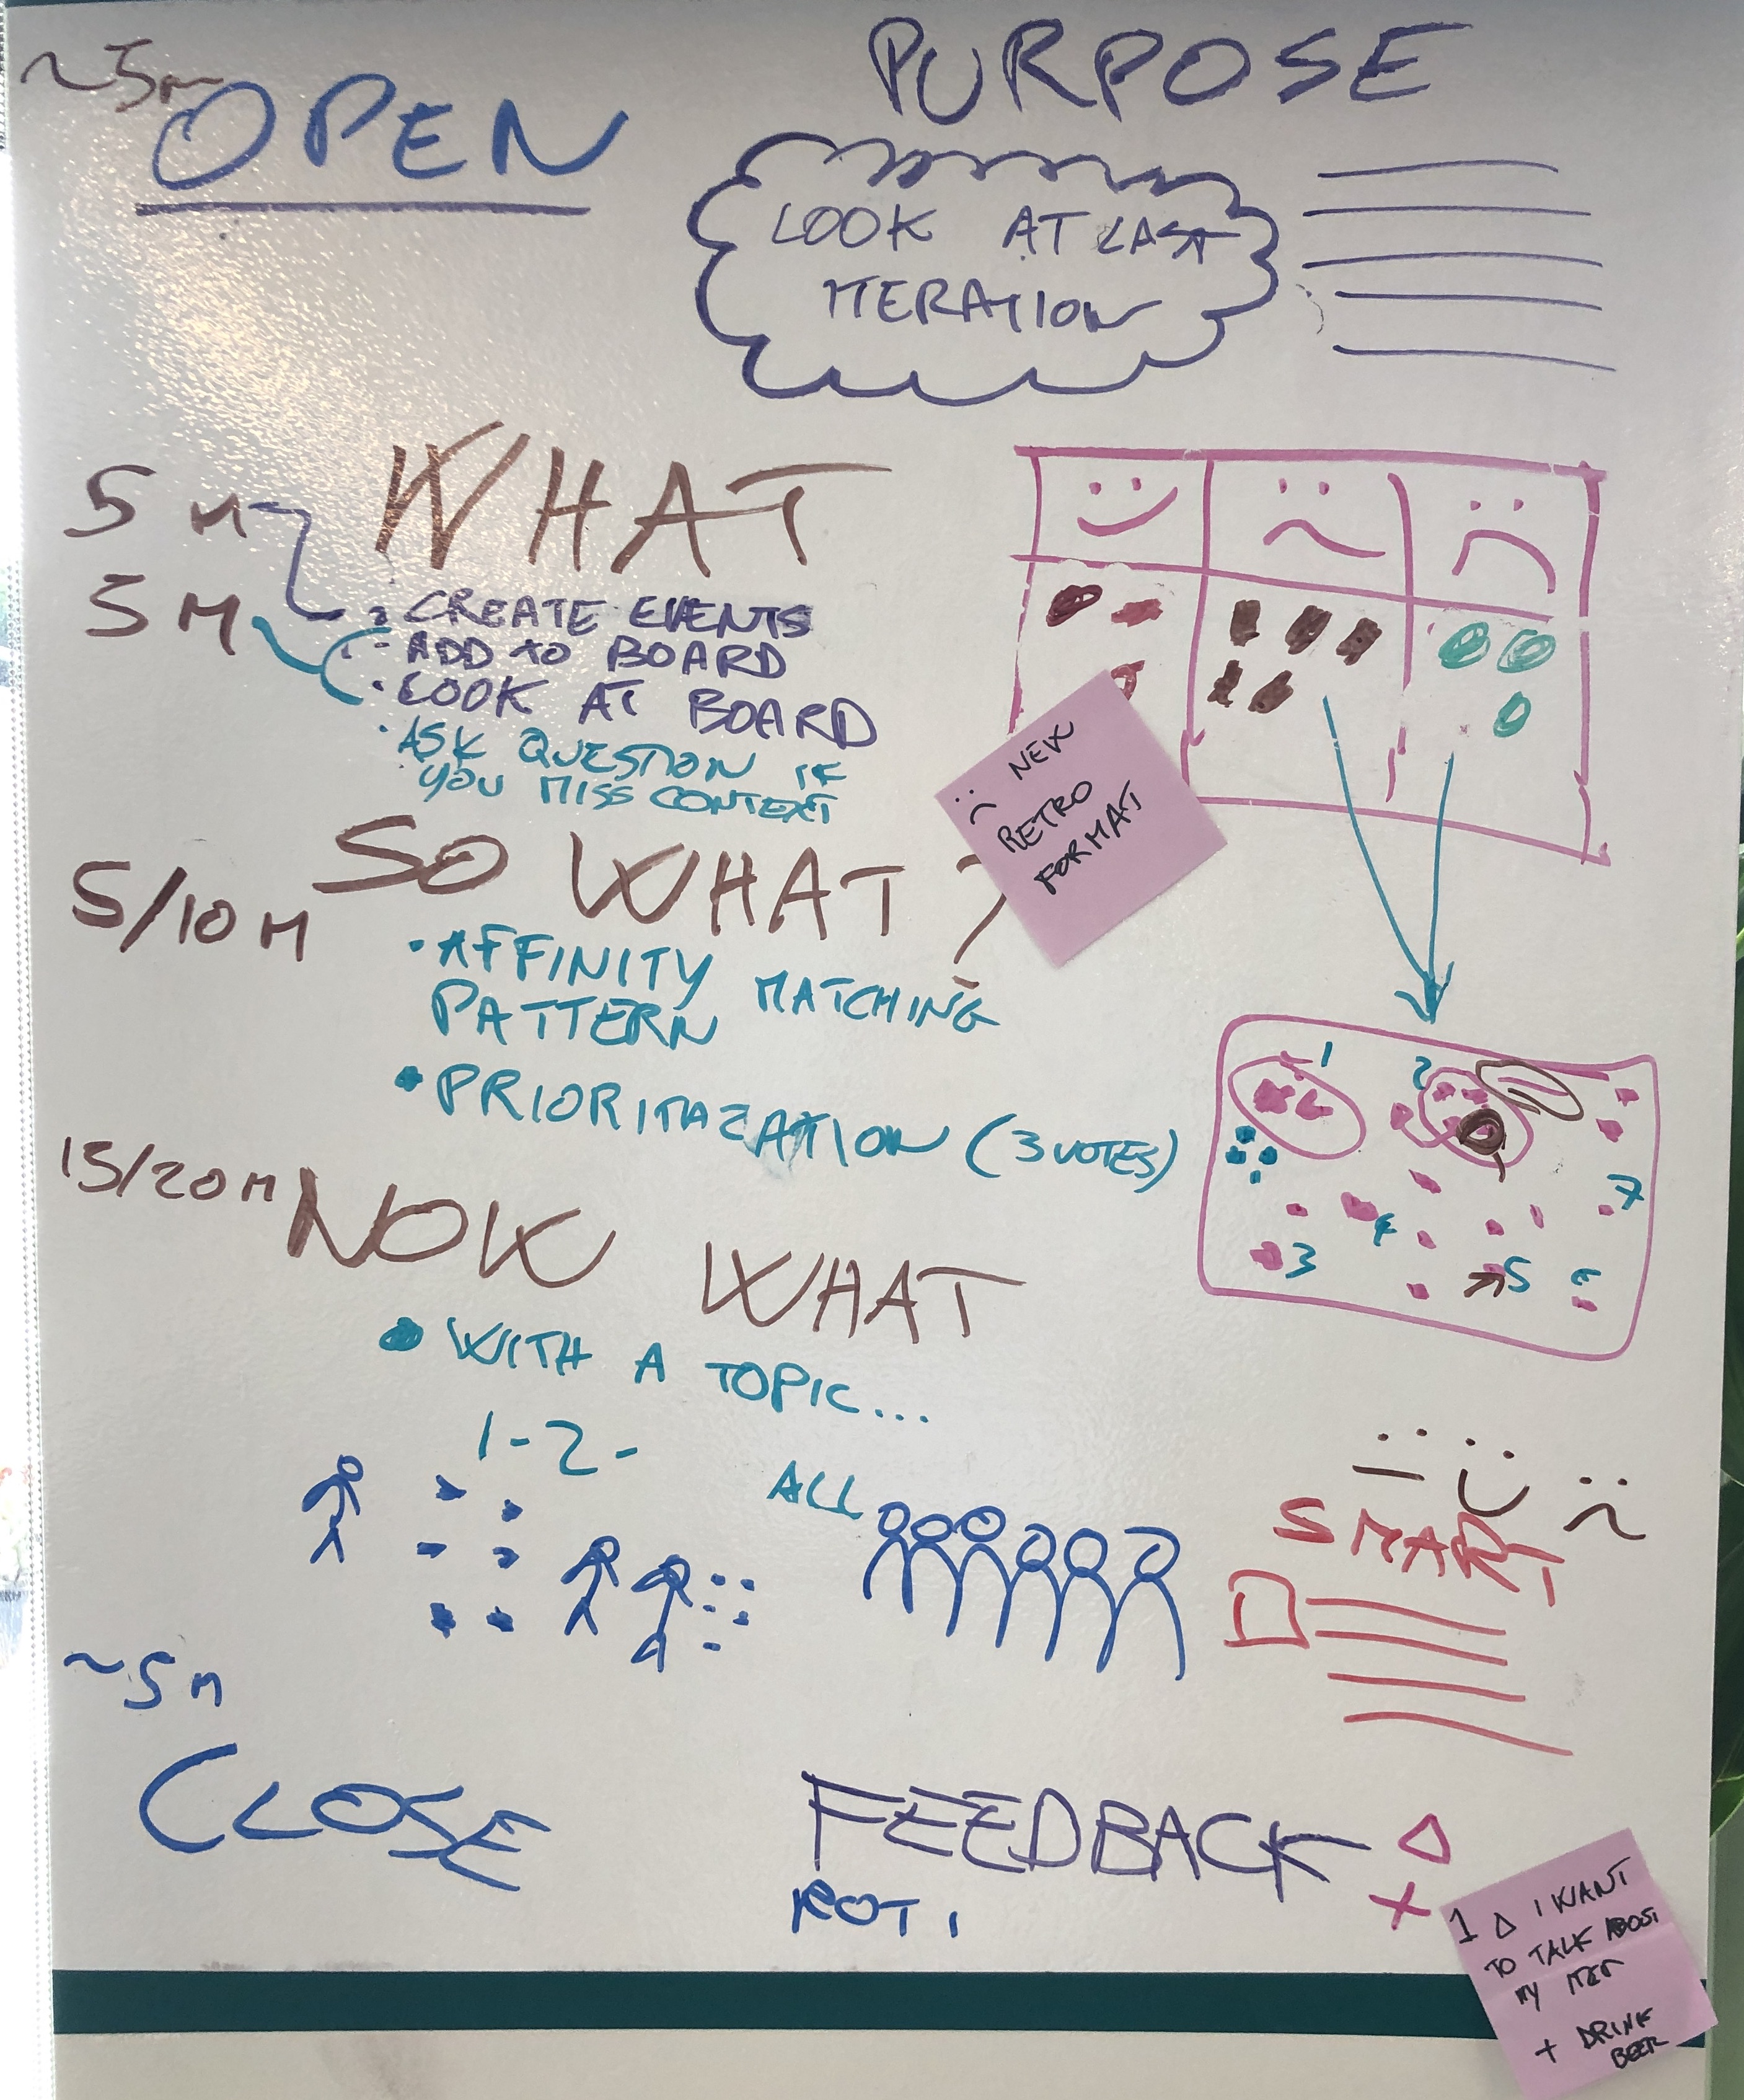 ~5m
OPEN
PURPOSE
LOOK AT LAST
ITERATION
5 M
5 M
WHAT
CREATE EVENTS
- ADD to BOARD
· LOOK AT BOARD
· ASK QUESTION IF
YOU MISS CONTEXT
NEW
RETRO
FORMAT
5/10 M
SO WHAT ?
· AFFINITY MATCHING
PATTERN
• PRIORITAZATION (3 VOTES)
1 2
7
4
3 5 6
15/20 M
NOW WHAT
• WITH A TOPIC...
1 - 2 -
ALL
SMART
~5 M
CLOSE
FEEDBACK Δ
+
ROTI
1 Δ I WANT
TO TALK ABOUT
MY ITEM
+ DRINK
BEER